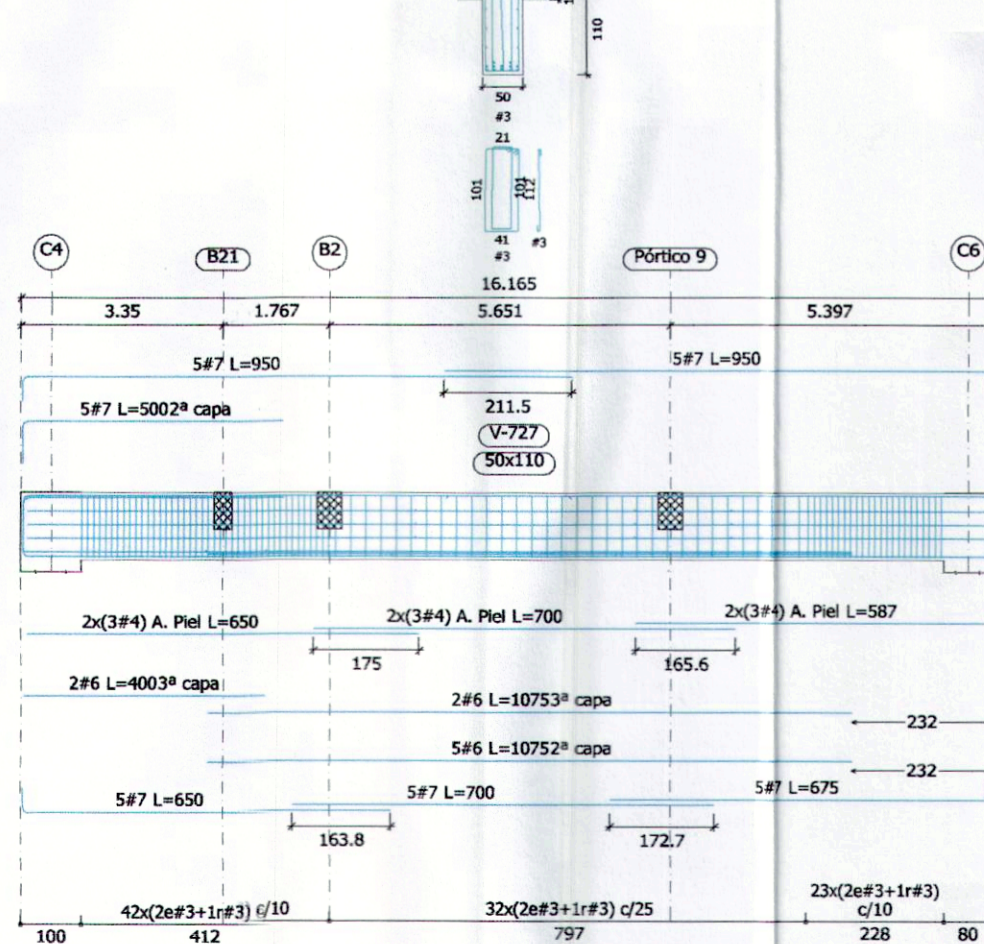 110
50
#3
21
101
101
112
41
#3
#3
C4
B21
B2
Pórtico 9
C6
16.165
3.35
1.767
5.651
5.397
5#7 L=950
5#7 L=950
211.5
5#7 L=5002ª capa
V-727
50x110
2x(3#4) A. Piel L=650
2x(3#4) A. Piel L=700
2x(3#4) A. Piel L=587
175
165.6
2#6 L=4003ª capa
2#6 L=10753ª capa
232
5#6 L=10752ª capa
232
5#7 L=650
5#7 L=700
5#7 L=675
163.8
172.7
42x(2e#3+1r#3) c/10
32x(2e#3+1r#3) c/25
23x(2e#3+1r#3)
c/10
100
412
797
228
80